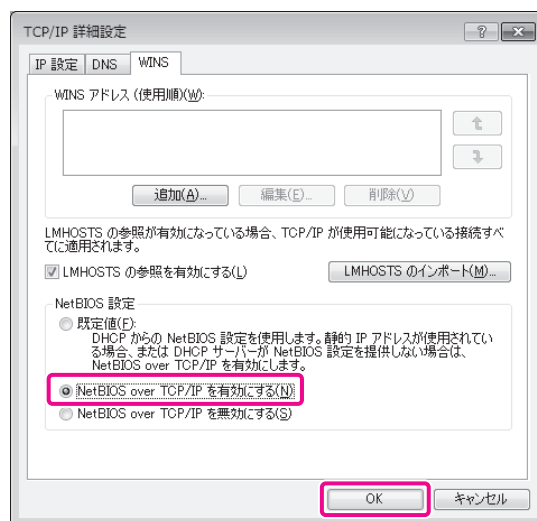 TCP/IP 詳細設定
IP 設定 DNS WINS
WINS アドレス (使用順)(W):
追加(A)... 編集(E)... 削除(V)
LMHOSTS の参照が有効になっている場合、TCP/IP が使用可能になっている接続すべ
てに適用されます。
LMHOSTS の参照を有効にする(L) LMHOSTS のインポート(M)...
NetBIOS 設定
既定値(F):
DHCP からの NetBIOS 設定を使用します。静的 IP アドレスが使用されてい
る場合、または DHCP サーバーが NetBIOS 設定を提供しない場合は、
NetBIOS over TCP/IP を有効にします。
NetBIOS over TCP/IP を有効にする(N)
NetBIOS over TCP/IP を無効にする(S)
OK キャンセル